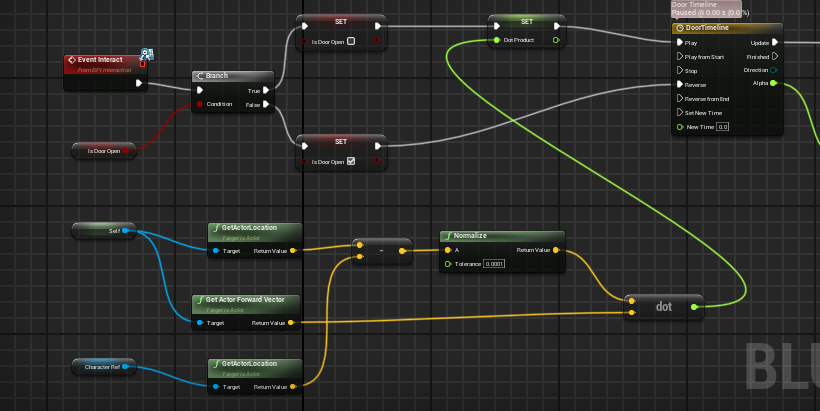 Door Timeline
Paused @ 0.00 s (0.0 %)
SET
Is Door Open
SET
Dot Product
DoorTimeline
Play
Update
Play from Start
Finished
Stop
Direction
Reverse
Alpha
Reverse from End
Set New Time
New Time 0.0
Event Interact
From BPI Interaction
Branch
True
Condition
False
Is Door Open
SET
Is Door Open
Self
GetActorLocation
Target is Actor
Target
Return Value
-
Normalize
A
Return Value
Tolerance 0.0001
Get Actor Forward Vector
Target is Actor
Target
Return Value
dot
Character Ref
GetActorLocation
Target is Actor
Target
Return Value
BLU